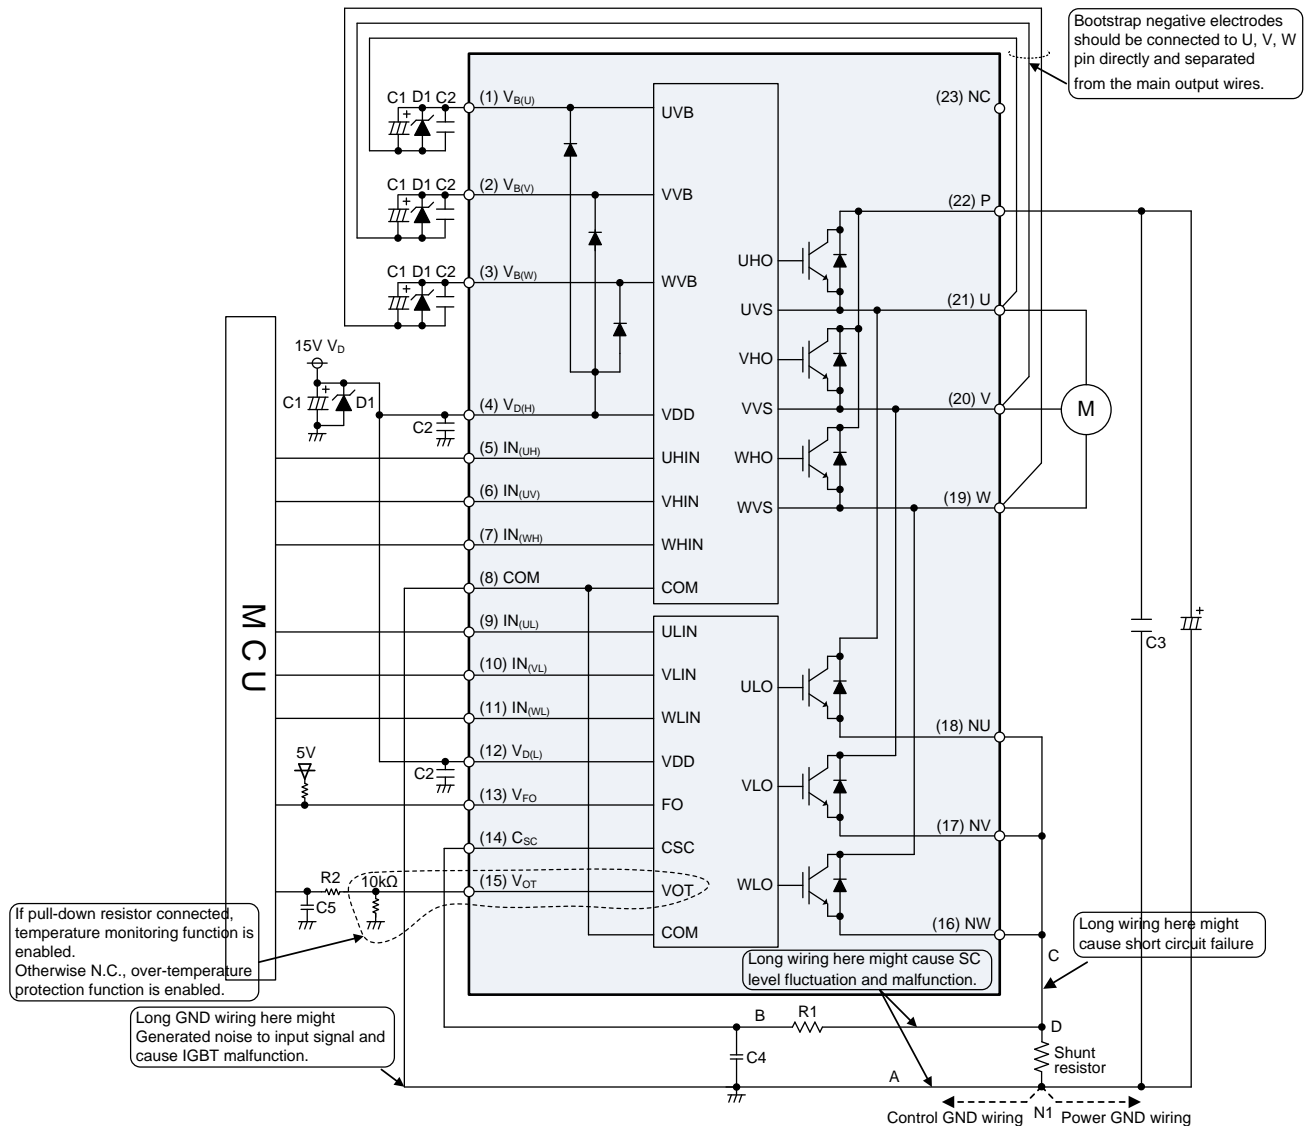 Bootstrap negative electrodes
should be connected to U, V, W
pin directly and separated
from the main output wires.
C1 D1 C2
(1) VB(U)
UVB
(23) NC
C1 D1 C2
(2) VB(V)
VVB
(22) P
C1 D1 C2
(3) VB(W)
WVB
UHO
UVS
(21) U
15V VD
C1
D1
VHO
(4) VD(H)
C2
VDD
VVS
(20) V
M
(5) IN(UH)
UHIN
WHO
(6) IN(UV)
VHIN
WVS
(19) W
(7) IN(WH)
WHIN
(8) COM
COM
MCU
(9) IN(UL)
ULIN
C3
(10) IN(VL)
VLIN
ULO
(11) IN(WL)
WLIN
(18) NU
5V
C2
(12) VD(L)
VDD
VLO
(13) VFO
FO
(17) NV
(14) CSC
CSC
R2
10kΩ
(15) VOT
VOT
WLO
C5
COM
(16) NW
If pull-down resistor connected,
temperature monitoring function is
enabled.
Otherwise N.C., over-temperature
protection function is enabled.
Long wiring here might
cause short circuit failure
C
Long wiring here might cause SC
level fluctuation and malfunction.
Long GND wiring here might
Generated noise to input signal and
cause IGBT malfunction.
B
R1
D
C4
Shunt
resistor
A
Control GND wiring
N1
Power GND wiring